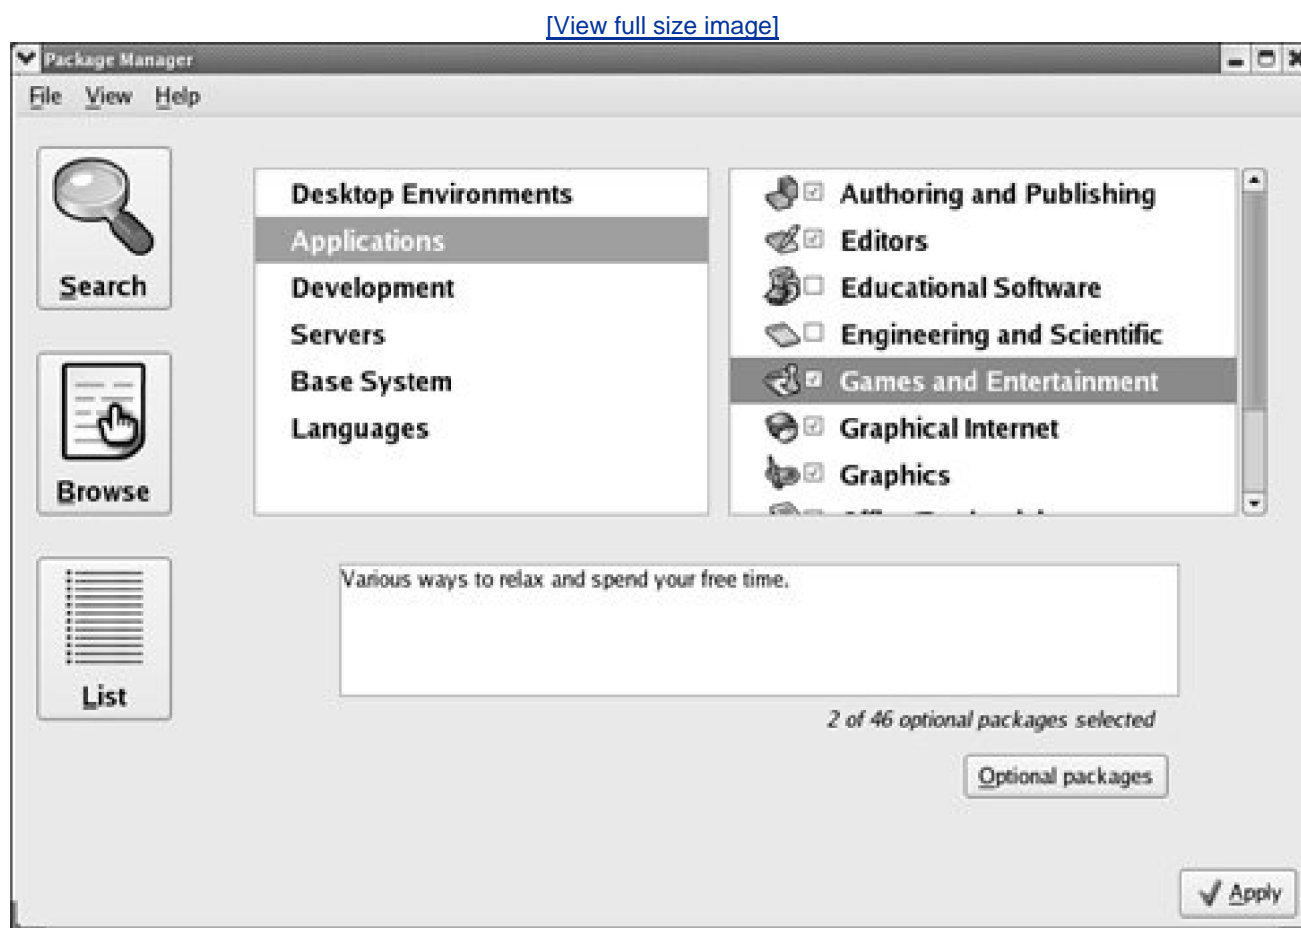 [View full size image]
Package Manager
File View Help
Search
Browse
List
Desktop Environments
Applications
Development
Servers
Base System
Languages
Authoring and Publishing
Editors
Educational Software
Engineering and Scientific
Games and Entertainment
Graphical Internet
Graphics
Various ways to relax and spend your free time.
2 of 46 optional packages selected
Optional packages
Apply